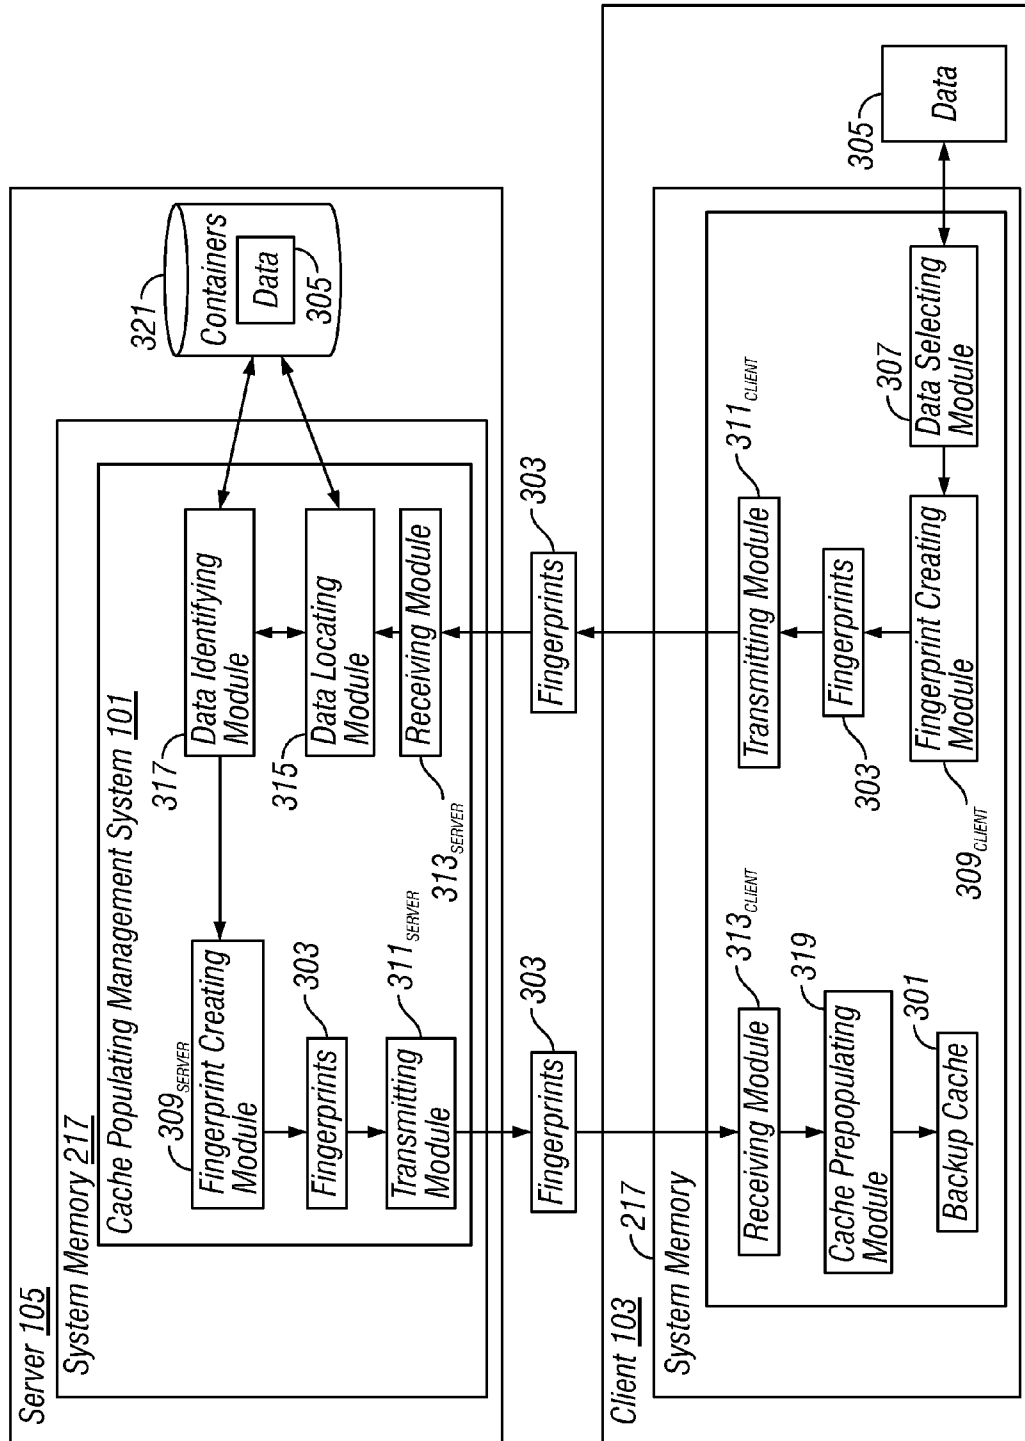 Server 105
System Memory 217
Cache Populating Management System 101
309SERVER
Fingerprint Creating
Module
303
Fingerprints
311SERVER
Transmitting
Module
317
Data Identifying
Module
315
Data Locating
Module
Receiving Module
313SERVER
321
Containers
Data
305
303
Fingerprints
303
Fingerprints
Client 103
217
System Memory
313CLIENT
Receiving Module
319
Cache Prepopulating
Module
301
Backup Cache
311CLIENT
Transmitting Module
Fingerprints
303
Fingerprint Creating
Module
309CLIENT
307
Data Selecting
Module
305
Data